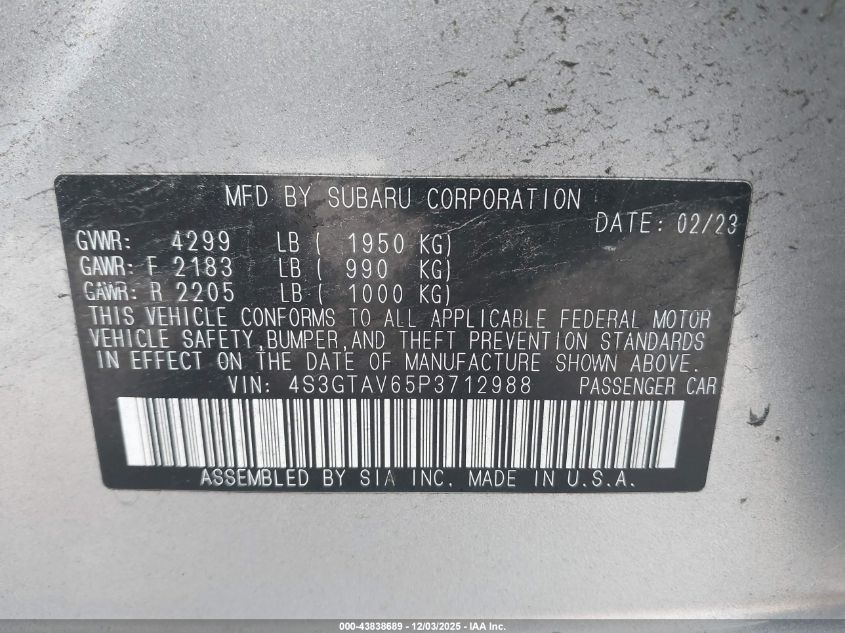 MFD BY SUBARU CORPORATION
DATE: 02/23
GVWR: 4299 LB ( 1950 KG)
GAWR: F 2183 LB ( 990 KG)
GAWR: R 2205 LB ( 1000 KG)
THIS VEHICLE CONFORMS TO ALL APPLICABLE FEDERAL MOTOR
VEHICLE SAFETY,BUMPER,AND THEFT PREVENTION STANDARDS
IN EFFECT ON THE DATE OF MANUFACTURE SHOWN ABOVE.
VIN: 4S3GTAV65P3712988 PASSENGER CAR
ASSEMBLED BY SIA INC. MADE IN U.S.A.
000-43838689 - 12/03/2025 - IAA Inc.